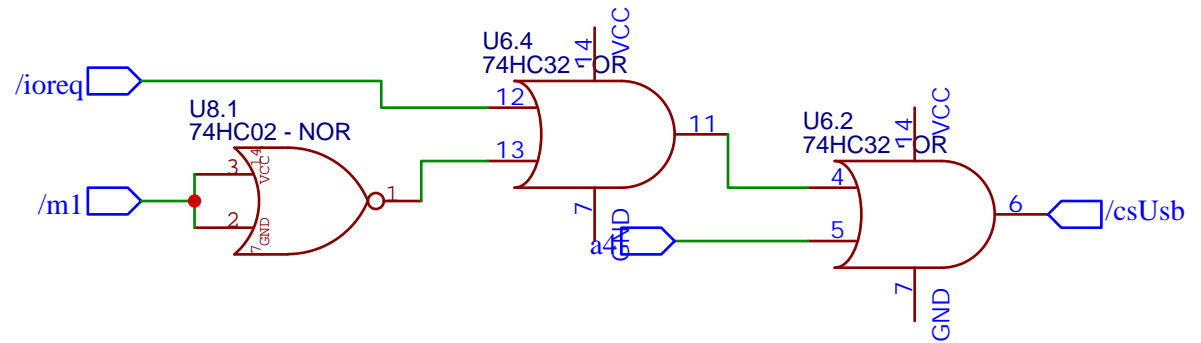 U6.4
74HC32 - OR
14
VCC
/ioreq
12
11
13
7
GND
U8.1
74HC02 - NOR
3
14
VCC
1
/m1
2
7
GND
U6.2
74HC32 - OR
14
VCC
4
6
/csUsb
a4
5
7
GND